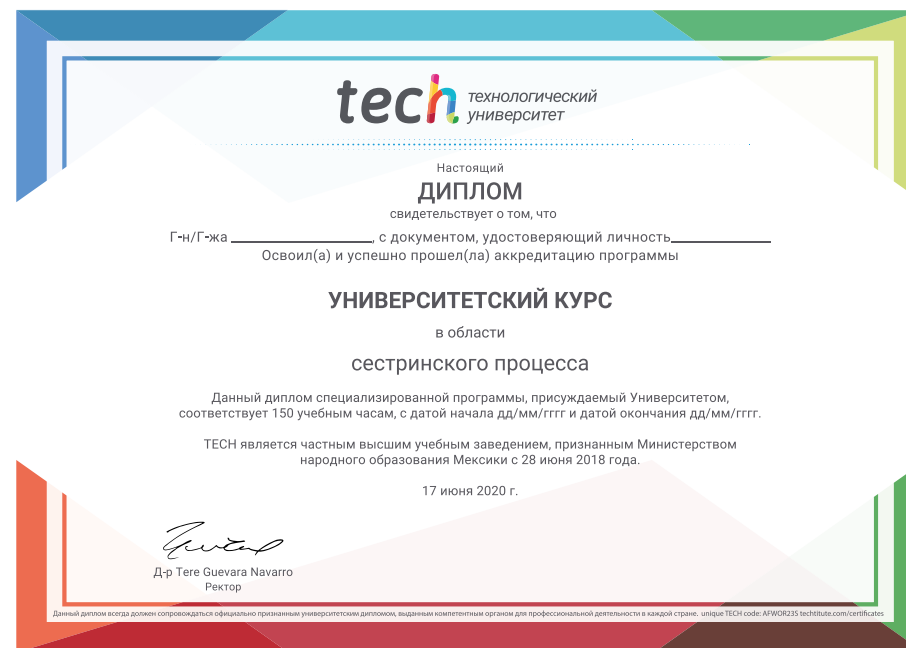 tech технологический
университет
Настоящий
ДИПЛОМ
свидетельствует о том, что
Г-н/Г-жа , с документом, удостоверяющий личность
Освоил(а) и успешно прошел(ла) аккредитацию программы
УНИВЕРСИТЕТСКИЙ КУРС
в области
сестринского процесса
Данный диплом специализированной программы, присуждаемый Университетом,
соответствует 150 учебным часам, с датой начала дд/мм/гггг и датой окончания дд/мм/гггг.
TECH является частным высшим учебным заведением, признанным Министерством
народного образования Мексики с 28 июня 2018 года.
17 июня 2020 г.
Д-р Tere Guevara Navarro
Ректор
Данный диплом всегда должен сопровождаться официально признанным университетским дипломом, выданным компетентным органом для профессиональной деятельности в каждой стране. unique TECH code: AFWOR23S techtitute.com/certificates